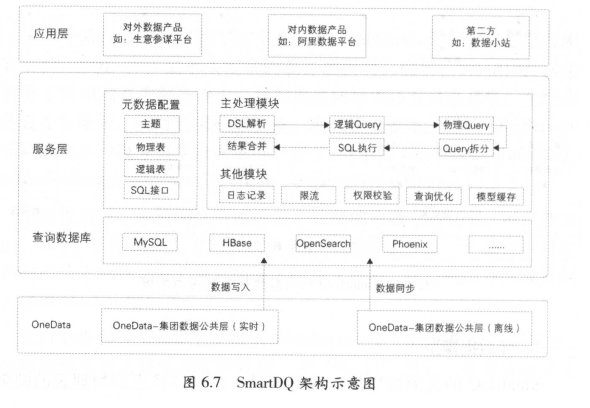 应用层
对外数据产品
如：生意参谋平台
对内数据产品
如：阿里数据平台
第二方
如：数据小站
服务层
元数据配置
主题
物理表
逻辑表
SQL接口
主处理模块
DSL解析
逻辑Query
物理Query
结果合并
SQL执行
Query拆分
其他模块
日志记录
限流
权限校验
查询优化
模型缓存
查询数据库
MySQL
HBase
OpenSearch
Phoenix
……
数据写入
数据同步
OneData
OneData-集团数据公共层（实时）
OneData-集团数据公共层（离线）
图 6.7 SmartDQ 架构示意图